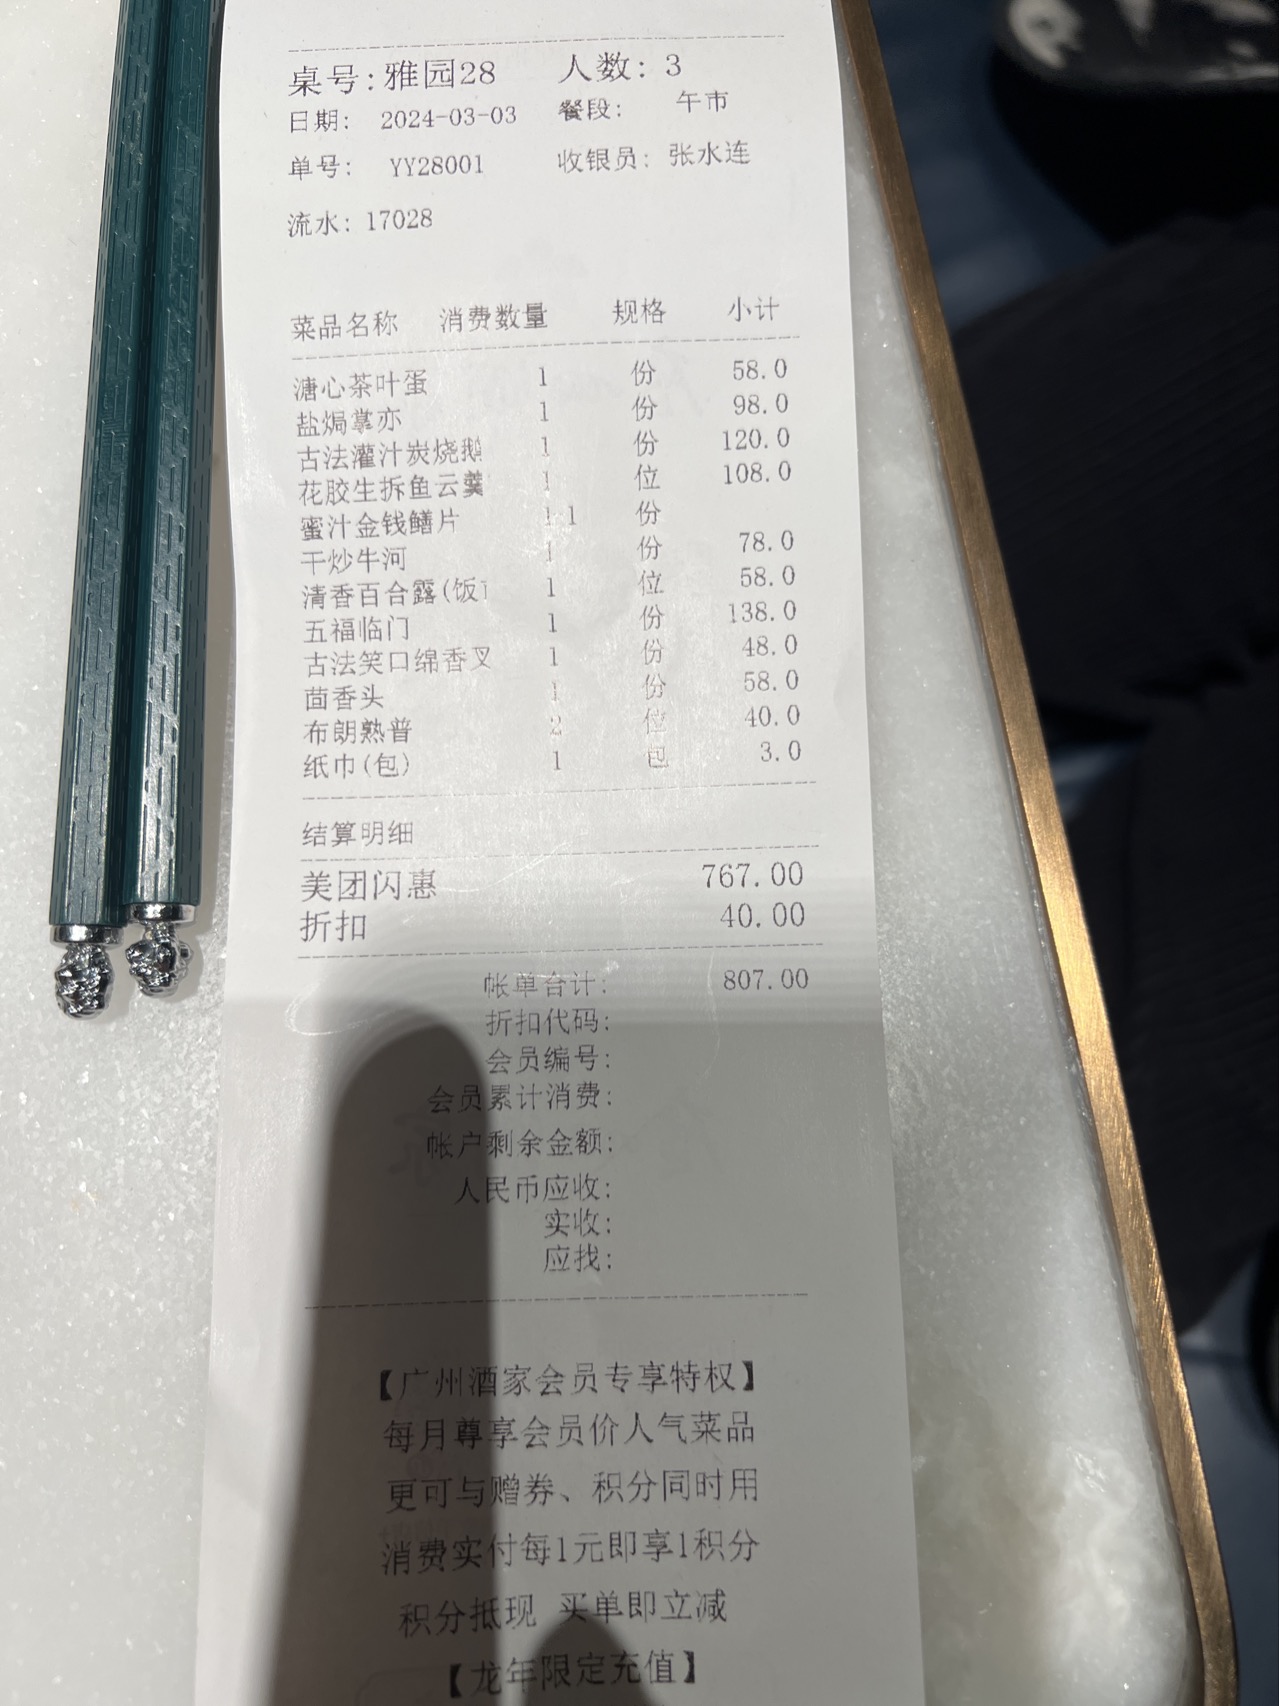 桌号:雅园28 人数: 3
日期: 2024-03-03 餐段: 午市
单号: YY28001 收银员: 张水连
流水: 17028
菜品名称 消费数量 规格 小计
溏心茶叶蛋 1 份 58.0
盐焗掌亦 1 份 98.0
古法灌汁炭烧鹅 1 份 120.0
花胶生拆鱼云羹 1 位 108.0
蜜汁金钱鳝片 1 1 份
干炒牛河 1 份 78.0
清香百合露(饭 1 位 58.0
五福临门 1 份 138.0
古法笑口绵香叉 1 份 48.0
茴香头 1 份 58.0
布朗熟普 2 位 40.0
纸巾(包) 1 包 3.0
结算明细
美团闪惠 767.00
折扣 40.00
帐单合计: 807.00
折扣代码:
会员编号:
会员累计消费:
帐户剩余金额:
人民币应收:
实收:
应找:
【广州酒家会员专享特权】
每月尊享会员价人气菜品
更可与赠券、积分同时用
消费实付每1元即享1积分
积分抵现 买单即立减
【龙年限定充值】